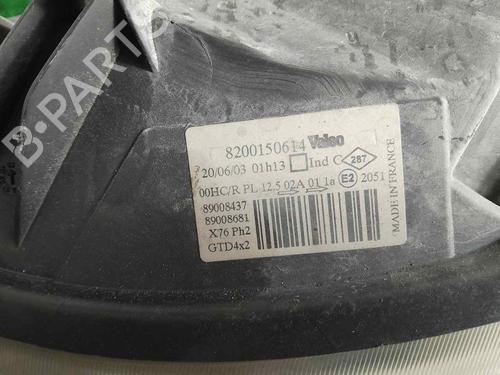 B-PARTS
8200150614 Valeo
20/06/03 01h13 Ind C 287
00HC/R PL 12.5 02A 01 1a E2 2051
89008437
89008681
X76 Ph2
GTD4x2
MADE IN FRANCE